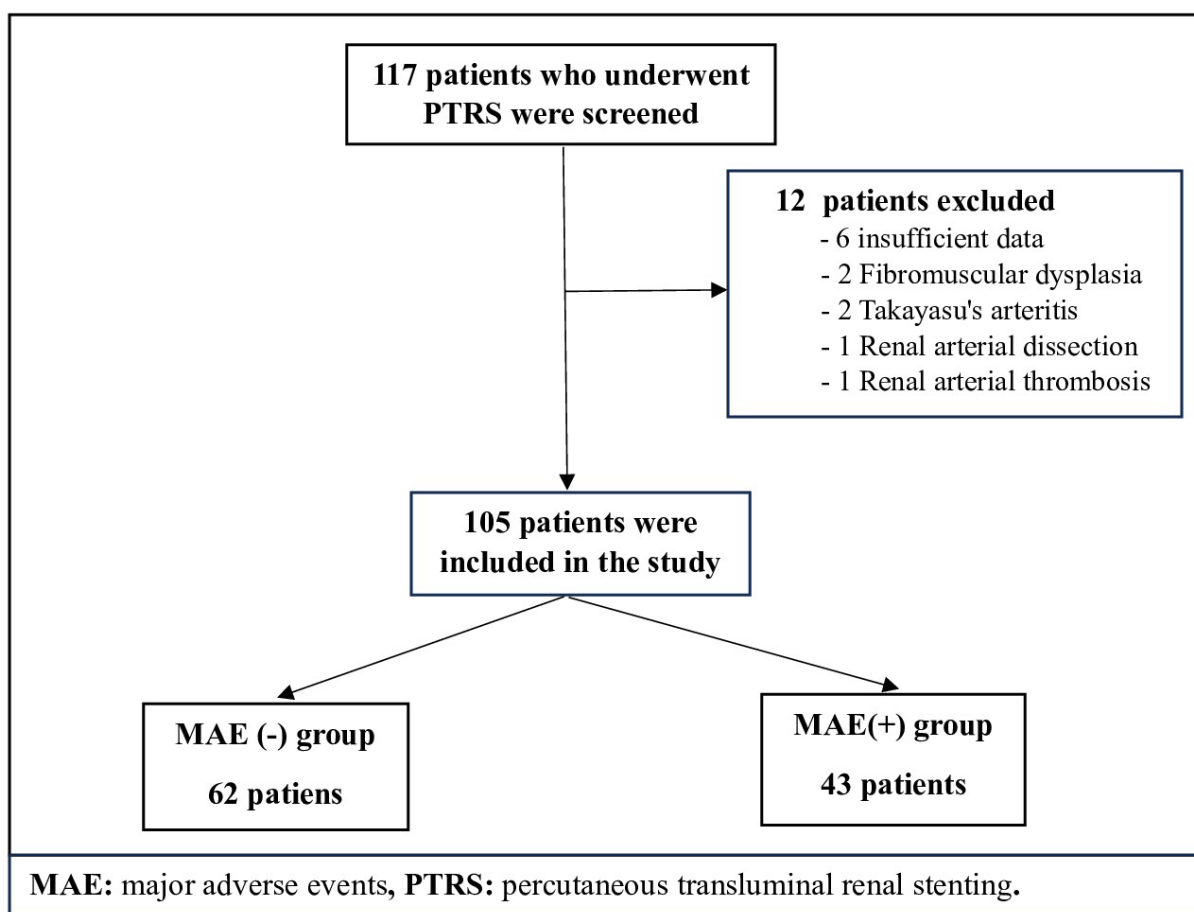 117 patients who underwent
PTRS were screened
12 patients excluded
- 6 insufficient data
- 2 Fibromuscular dysplasia
- 2 Takayasu's arteritis
- 1 Renal arterial dissection
- 1 Renal arterial thrombosis
105 patients were
included in the study
MAE (-) group
62 patiens
MAE(+) group
43 patients
MAE: major adverse events, PTRS: percutaneous transluminal renal stenting.